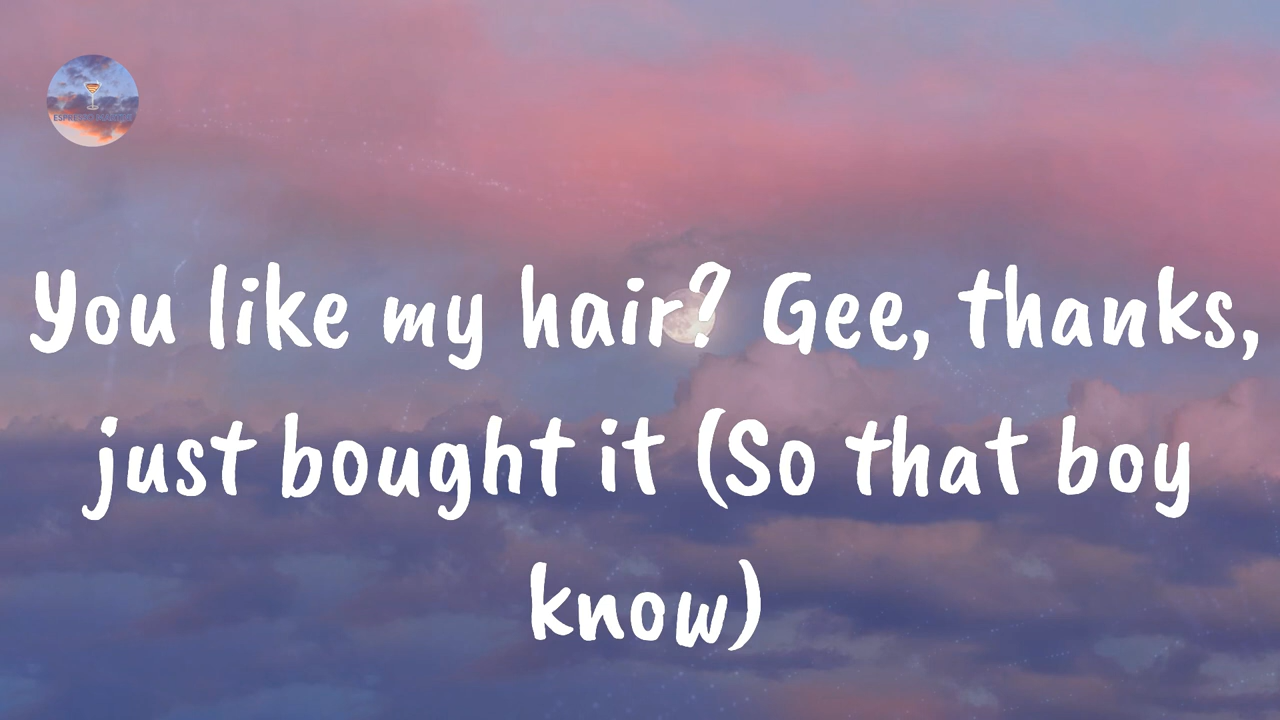 You like my hair? Gee, thanks,
just bought it (So that boy
know)